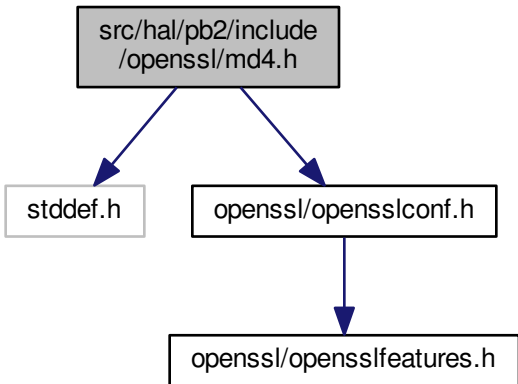 src/hal/pb2/include
/openssl/md4.h
stddef.h
openssl/opensslconf.h
openssl/opensslfeatures.h